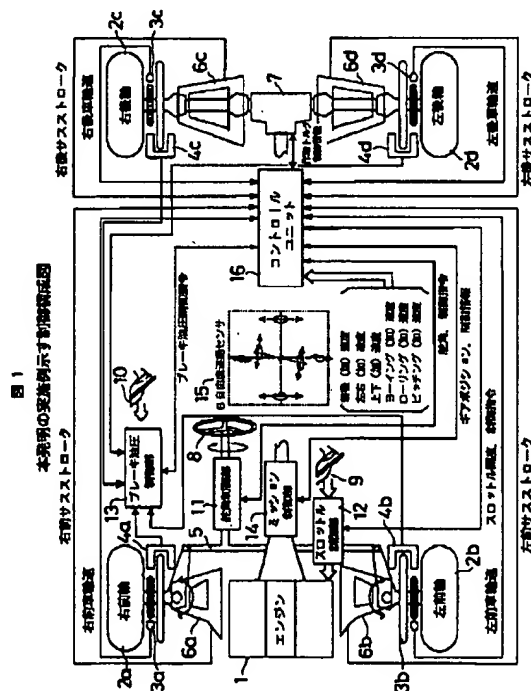 図 1
本発明の実施例示す制御構成図
右前サスストローク
右後サスストローク
右前車輪速
右後車輪速
2a
右前輪
3a
4a
6a
13
ブレーキ油圧
制御部
10
ブレーキ油圧制御指令
2c
右後輪
3c
4c
6c
5
11
舵角制御部
8
15
6自由度運動センサ
16
コントロール
ユニット
7
前後トルク
1
エンジン
14
ミッション
制御部
9
12
スロットル
制御部
前後 (加) 速度
左右 (加) 速度
上下 (加) 速度
ヨーイング (加) 速度
ローリング (加) 速度
ピッチング (加) 速度
舵角、制御指令
ギアポジション、制御指令
スロットル開度、制御指令
6b
4b
3b
左前輪
2b
6d
4d
3d
左後輪
2d
左前車輪速
左後車輪速
左前サスストローク
左後サスストローク